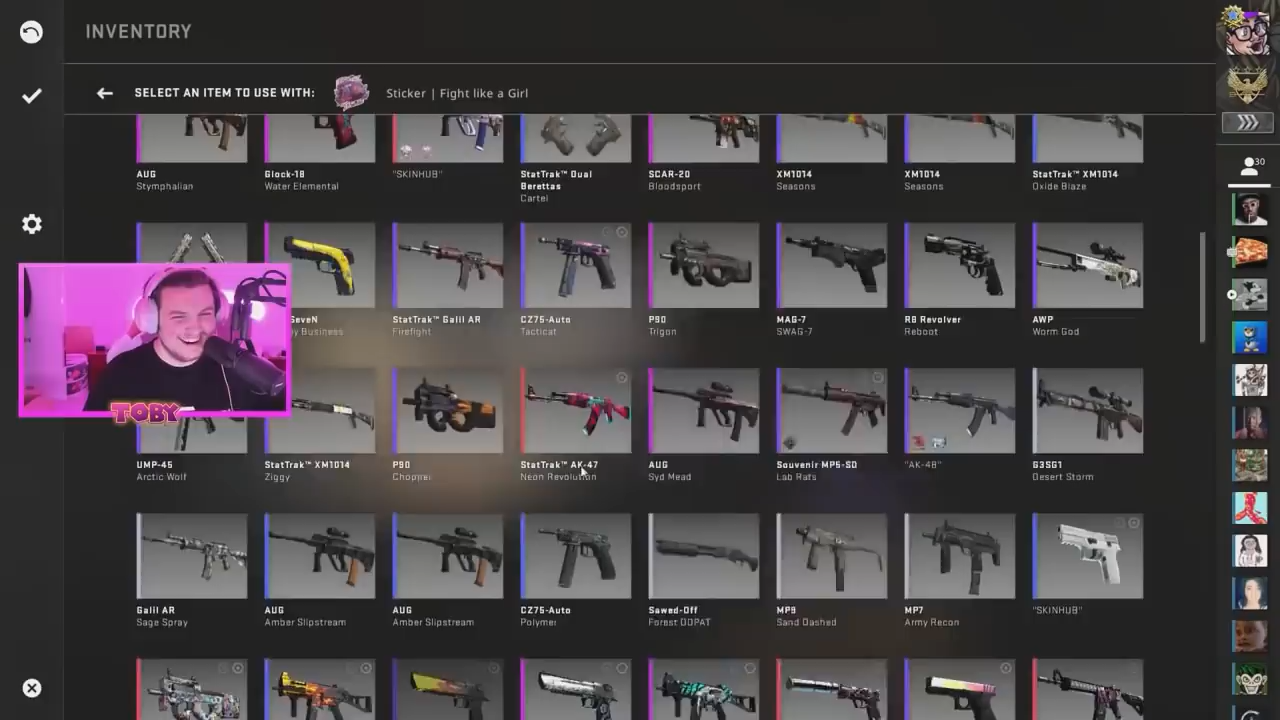 INVENTORY
SELECT AN ITEM TO USE WITH:
Sticker | Fight like a Girl
AUG
Stymphalian
Glock-18
Water Elemental
"SKINHUB"
StatTrak™ Dual
Berettas
Cartel
SCAR-20
Bloodsport
XM1014
Seasons
XM1014
Seasons
StatTrak™ XM1014
Oxide Blaze
30
SeveN
Business
StatTrak™ Galil AR
Firefight
CZ75-Auto
Tacticat
P90
Trigon
MAG-7
SWAG-7
R8 Revolver
Reboot
AWP
Worm God
TOBY
UMP-45
Arctic Wolf
StatTrak™ XM1014
Ziggy
P90
Chopper
StatTrak™ AK-47
Neon Revolution
AUG
Syd Mead
Souvenir MP5-SD
Lab Rats
"AK-48"
G3SG1
Desert Storm
Galil AR
Sage Spray
AUG
Amber Slipstream
AUG
Amber Slipstream
CZ75-Auto
Polymer
Sawed-Off
Forest DDPAT
MP9
Sand Dashed
MP7
Army Recon
"SKINHUB"